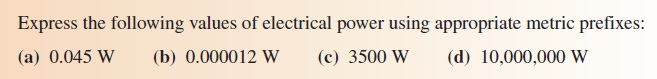 Express the following values of electrical power using appropriate metric prefixes:
(a) 0.045 W (b) 0.000012 W (c) 3500 W (d) 10,000,000 W